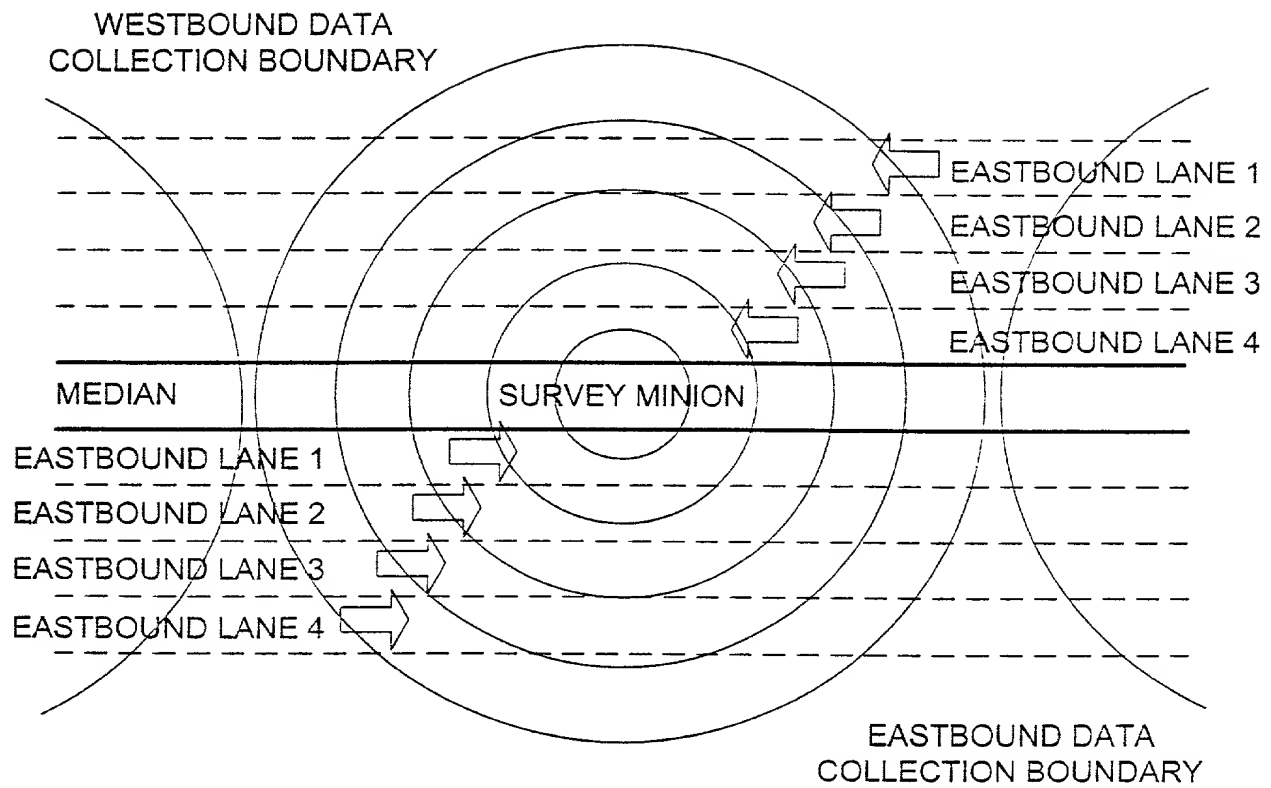 WESTBOUND DATA
COLLECTION BOUNDARY
EASTBOUND LANE 1
EASTBOUND LANE 2
EASTBOUND LANE 3
EASTBOUND LANE 4
MEDIAN
SURVEY MINION
EASTBOUND LANE 1
EASTBOUND LANE 2
EASTBOUND LANE 3
EASTBOUND LANE 4
EASTBOUND DATA
COLLECTION BOUNDARY